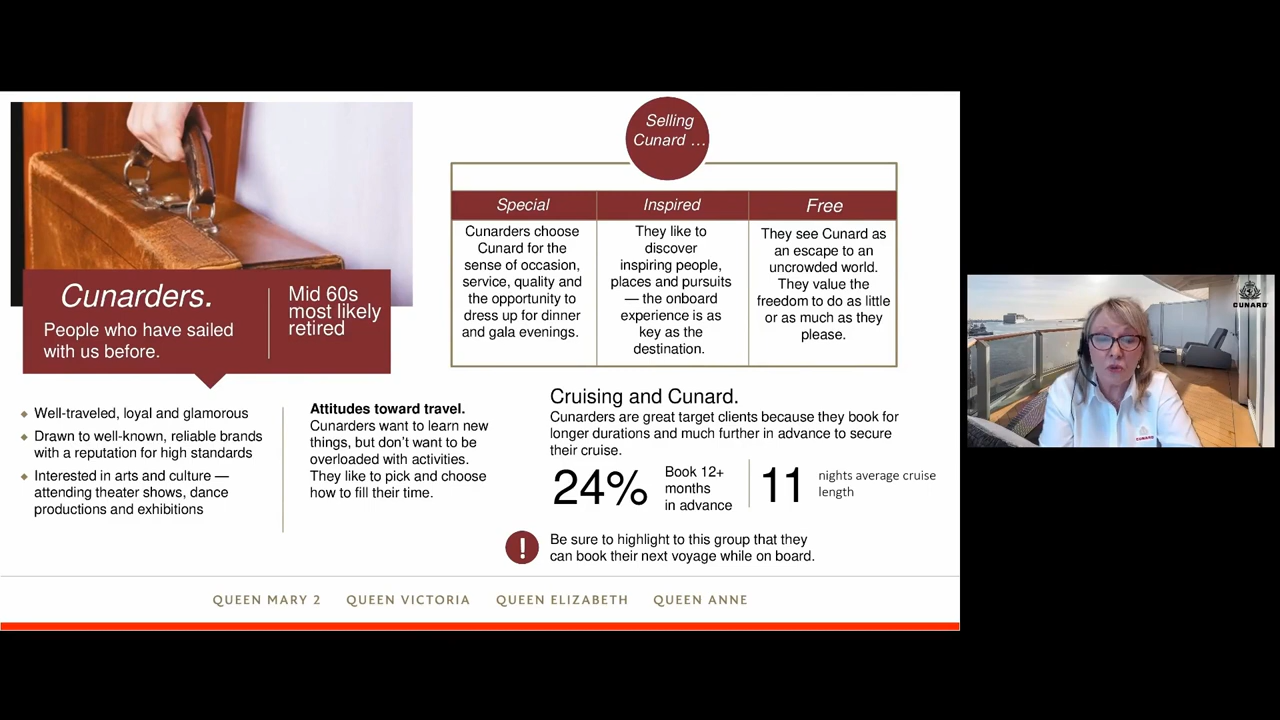 Selling
Cunard ...
Special
Inspired
Free
Cunarders choose
Cunard for the
sense of occasion,
service, quality and
the opportunity to
dress up for dinner
and gala evenings.
They like to
discover
inspiring people,
places and pursuits
— the onboard
experience is as
key as the
destination.
They see Cunard as
an escape to an
uncrowded world.
They value the
freedom to do as little
or as much as they
please.
Cunarders.
People who have sailed
with us before.
Mid 60s
most likely
retired
Well-traveled, loyal and glamorous
Drawn to well-known, reliable brands
with a reputation for high standards
Interested in arts and culture —
attending theater shows, dance
productions and exhibitions
Attitudes toward travel.
Cunarders want to learn new
things, but don't want to be
overloaded with activities.
They like to pick and choose
how to fill their time.
Cruising and Cunard.
Cunarders are great target clients because they book for
longer durations and much further in advance to secure
their cruise.
24%
Book 12+
months
in advance
11
nights average cruise
length
!
Be sure to highlight to this group that they
can book their next voyage while on board.
QUEEN MARY 2 QUEEN VICTORIA QUEEN ELIZABETH QUEEN ANNE
CUNARD
CUNARD